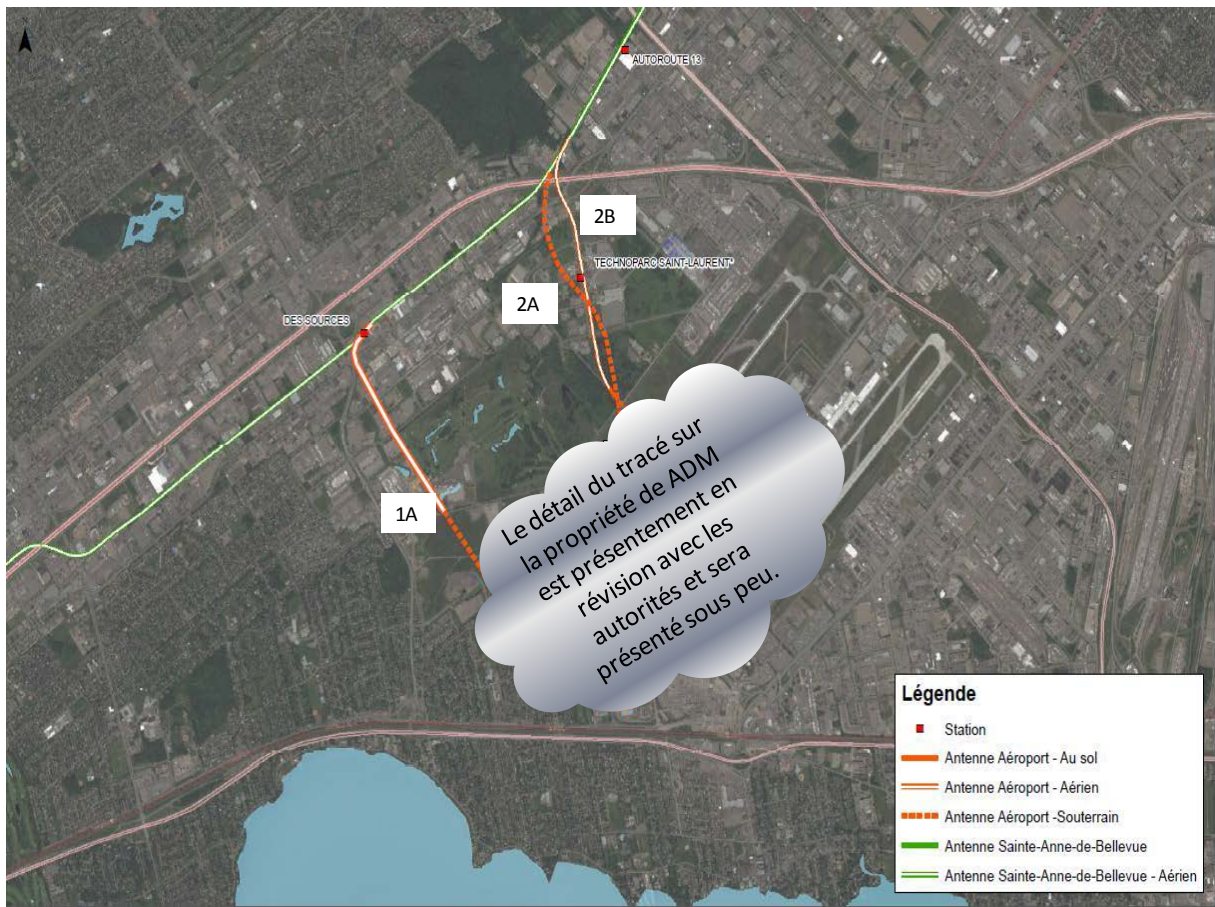 N
AUTOROUTE 13
2B
TECHNOPARC SAINT-LAURENT*
2A
DES SOURCES
1A
Le détail du tracé sur
la propriété de ADM
est présentement en
révision avec les
autorités et sera
présenté sous peu.
Légende
Station
Antenne Aéroport - Au sol
Antenne Aéroport - Aérien
Antenne Aéroport -Souterrain
Antenne Sainte-Anne-de-Bellevue
Antenne Sainte-Anne-de-Bellevue - Aérien